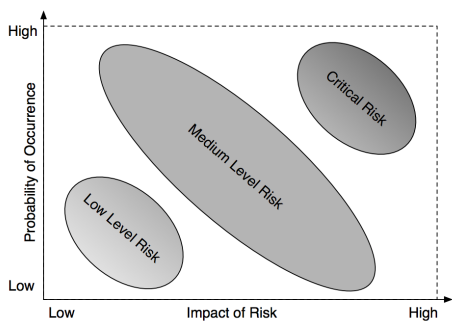 High
Critical Risk
Medium Level Risk
Probability of Occurrence
Low Level Risk
Low
Low
Impact of Risk
High